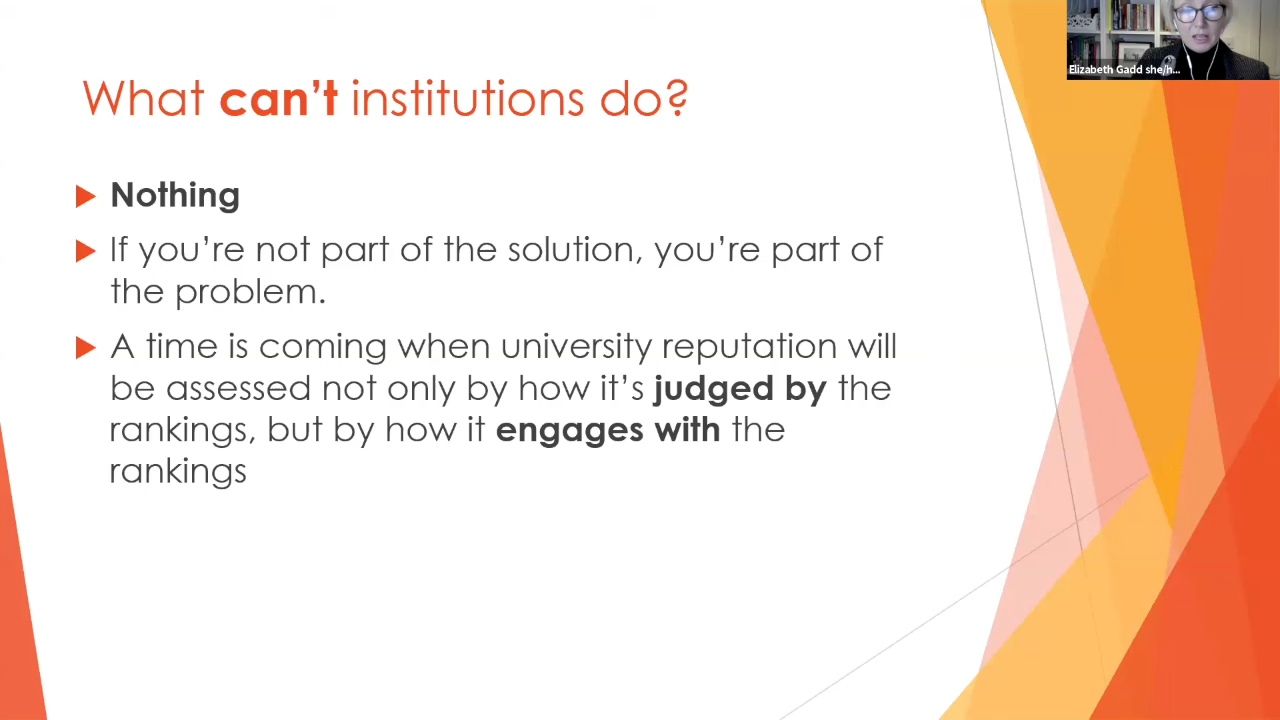 Elizabeth Gadd she/h...
What can't institutions do?
Nothing
If you're not part of the solution, you're part of
the problem.
A time is coming when university reputation will
be assessed not only by how it's judged by the
rankings, but by how it engages with the
rankings